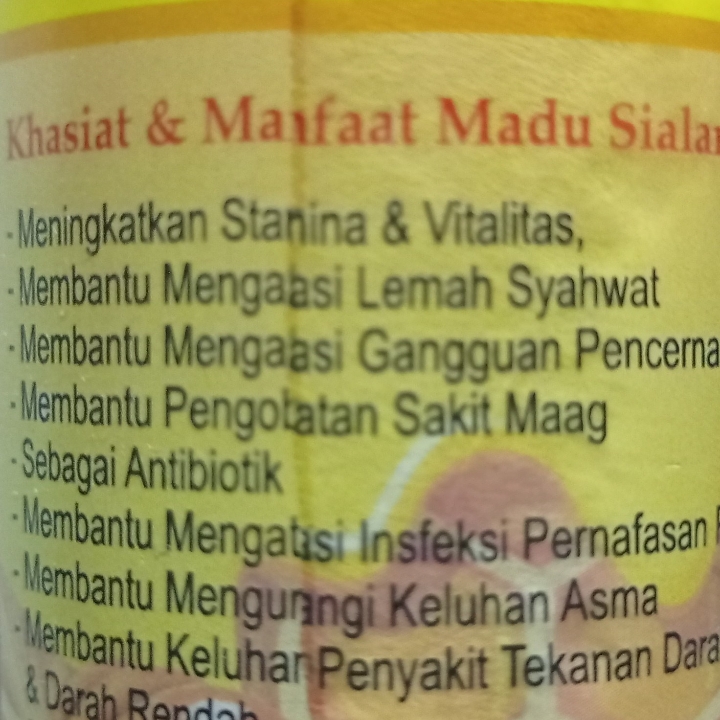 Khasiat & Manfaat Madu Sialan
-Meningkatkan Stamina & Vitalitas,
-Membantu Mengatasi Lemah Syahwat
-Membantu Mengatasi Gangguan Pencerna
-Membantu Pengobatan Sakit Maag
-Sebagai Antibiotik
-Membantu Mengatasi Insfeksi Pernafasan
-Membantu Mengurangi Keluhan Asma
-Membantu Keluhan Penyakit Tekanan Dara
& Darah Rendah